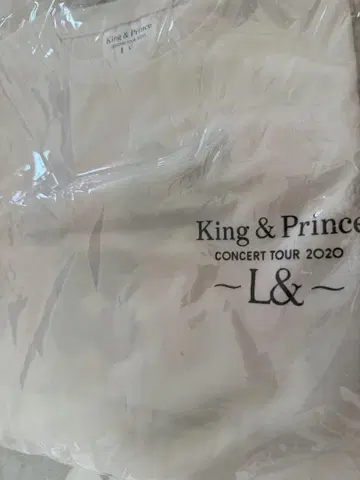 King & Prince
King & Prince
CONCERT TOUR 2020
~L&~